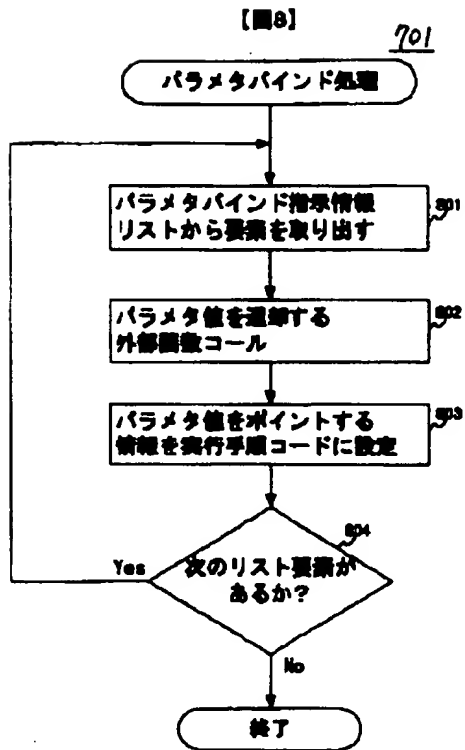 【図8】
701
パラメタバインド処理
パラメタバインド指示情報
リストから要素を取り出す
801
パラメタ値を返却する
外部関数コール
802
パラメタ値をポイントする
情報を実行手順コードに設定
803
804
次のリスト要素が
あるか?
Yes
No
終了